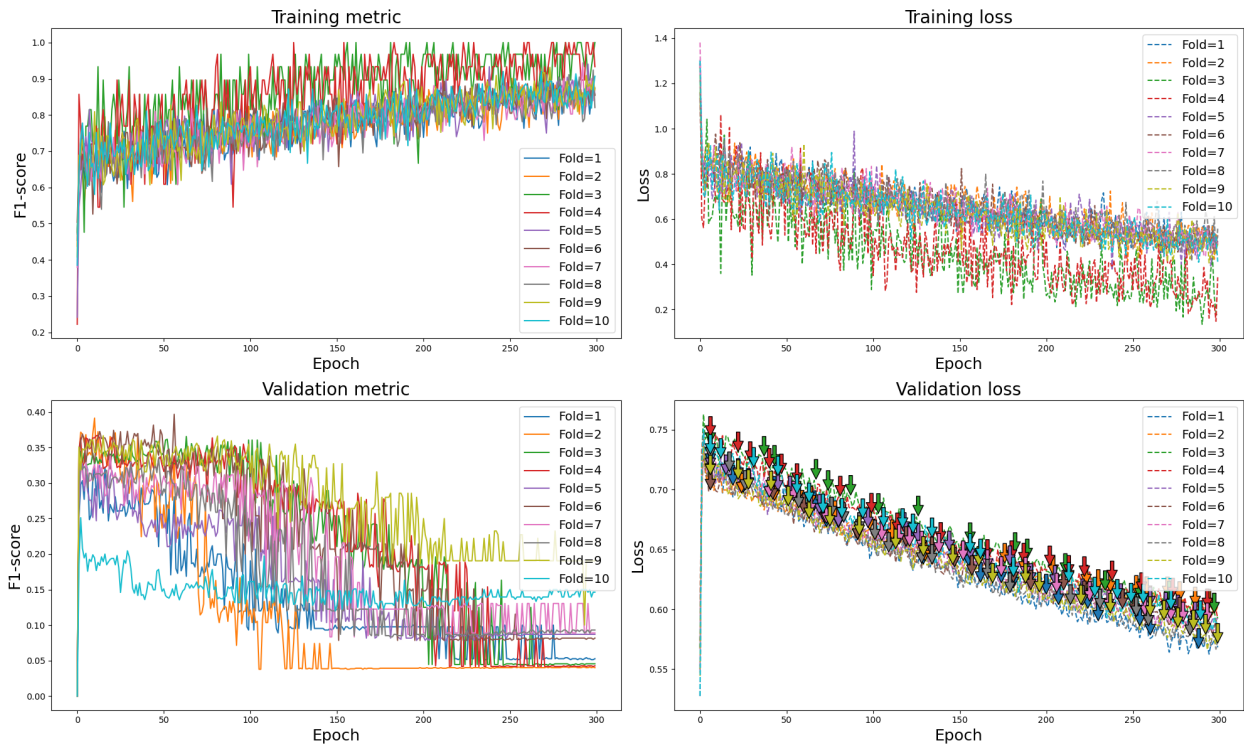 Training metric
F1-score
1.0
0.9
0.8
0.7
0.6
0.5
0.4
0.3
0.2
0
50
100
150
200
250
300
Epoch
Fold=1
Fold=2
Fold=3
Fold=4
Fold=5
Fold=6
Fold=7
Fold=8
Fold=9
Fold=10
Training loss
Loss
1.4
1.2
1.0
0.8
0.6
0.4
0.2
0
50
100
150
200
250
300
Epoch
Fold=1
Fold=2
Fold=3
Fold=4
Fold=5
Fold=6
Fold=7
Fold=8
Fold=9
Fold=10
Validation metric
F1-score
0.40
0.35
0.30
0.25
0.20
0.15
0.10
0.05
0.00
0
50
100
150
200
250
300
Epoch
Fold=1
Fold=2
Fold=3
Fold=4
Fold=5
Fold=6
Fold=7
Fold=8
Fold=9
Fold=10
Validation loss
Loss
0.75
0.70
0.65
0.60
0.55
0
50
100
150
200
250
300
Epoch
Fold=1
Fold=2
Fold=3
Fold=4
Fold=5
Fold=6
Fold=7
Fold=8
Fold=9
Fold=10